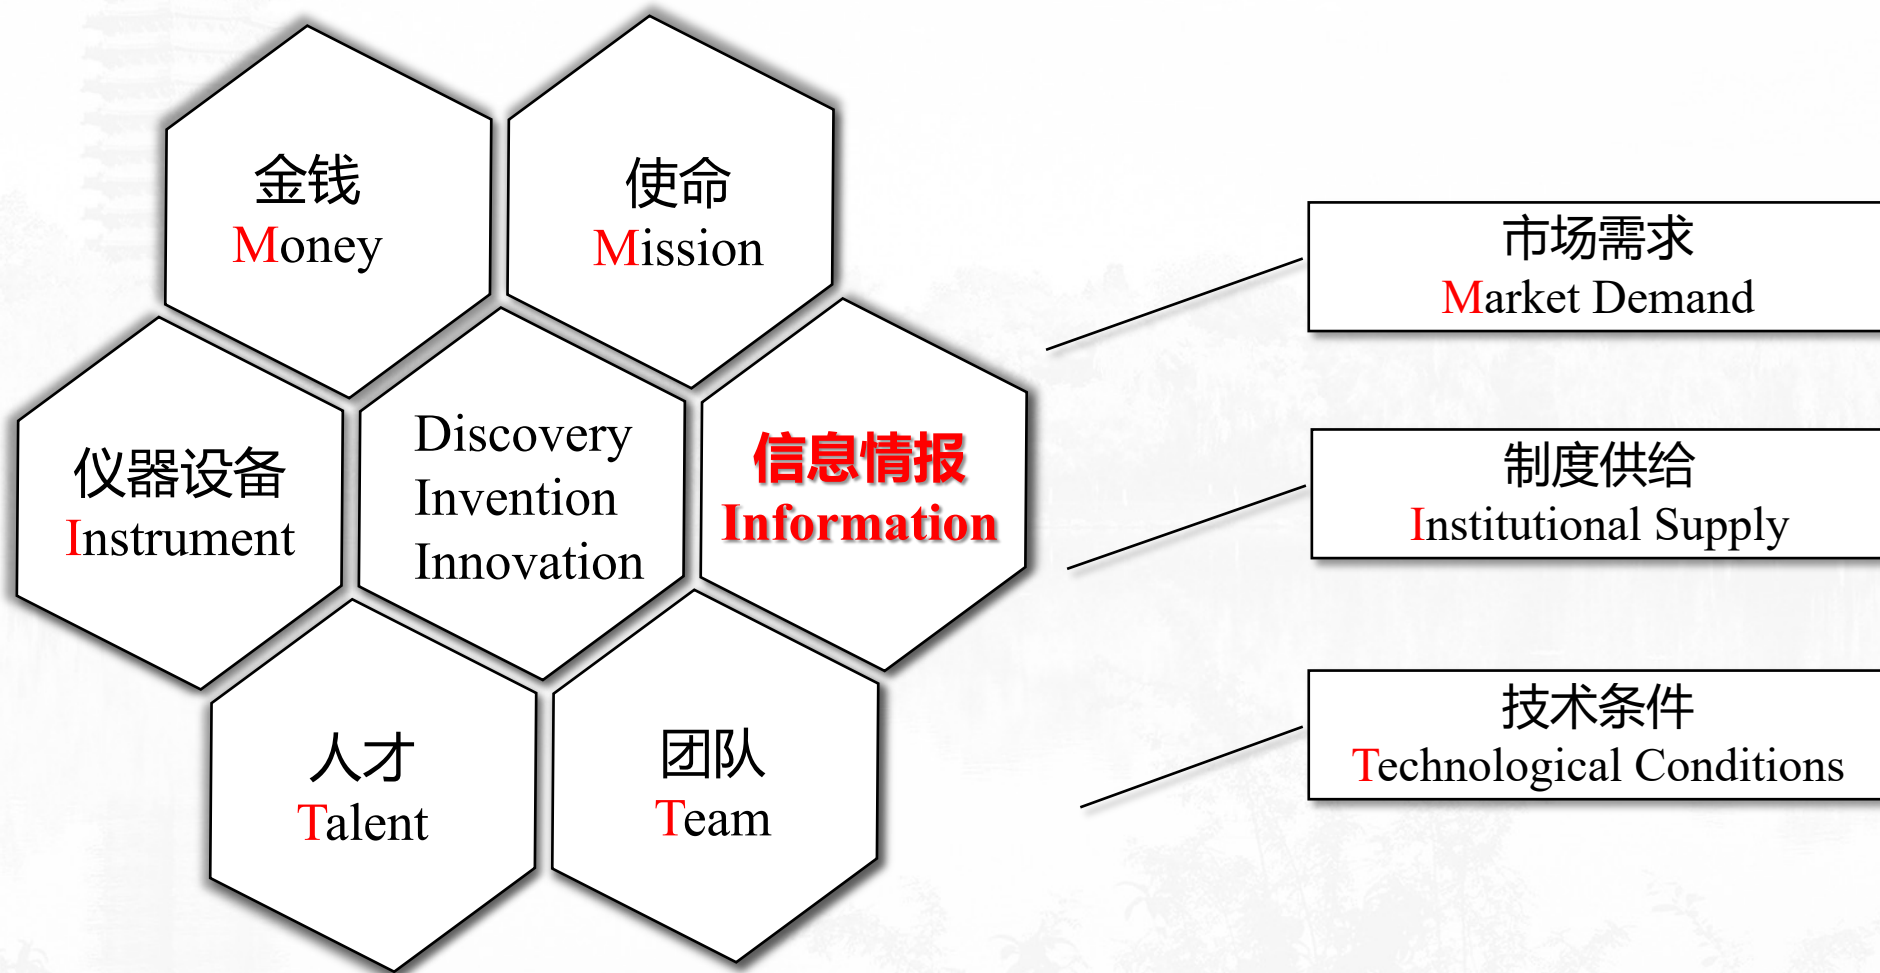 金钱
Money
使命
Mission
仪器设备
Instrument
Discovery
Invention
Innovation
信息情报
Information
人才
Talent
团队
Team
市场需求
Market Demand
制度供给
Institutional Supply
技术条件
Technological Conditions